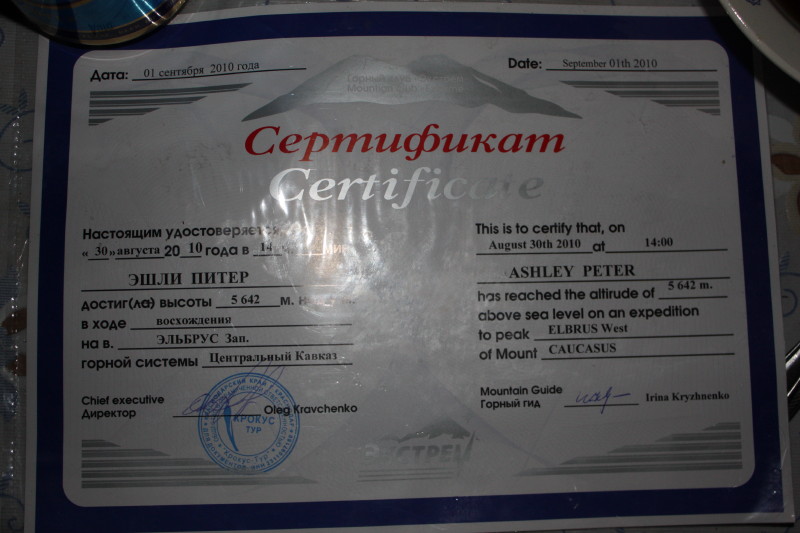 Дата: 01 сентября 2010 года
Date: September 01th 2010
Сертификат
Certificate
Настоящим удостоверяется,
« 30 » августа 20 10 года в 14
ЭШЛИ ПИТЕР
достиг(ла) высоты 5 642 м.
в ходе восхождения
на в. ЭЛЬБРУС Зап.
горной системы Центральный Кавказ
Chief executive
Директор
Oleg Kravchenko
This is to certify that, on
August 30th 2010 at 14:00
ASHLEY PETER
has reached the altirude of 5 642 m.
above sea level on an expedition
to peak ELBRUS West
of Mount CAUCASUS
Mountain Guide
Горный гид
Irina Kryzhnenko
КРОКУС
ТУР
ЭКСТРЕМ